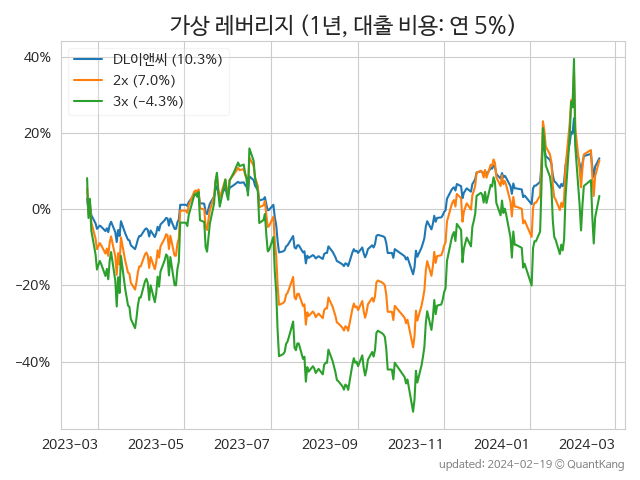 가상 레버리지 (1년, 대출 비용: 연 5%)
DL이앤씨 (10.3%)
2x (7.0%)
3x (−4.3%)
40%
20%
0%
−20%
−40%
2023-03 2023-05 2023-07 2023-09 2023-11 2024-01 2024-03
updated: 2024-02-19 © QuantKang